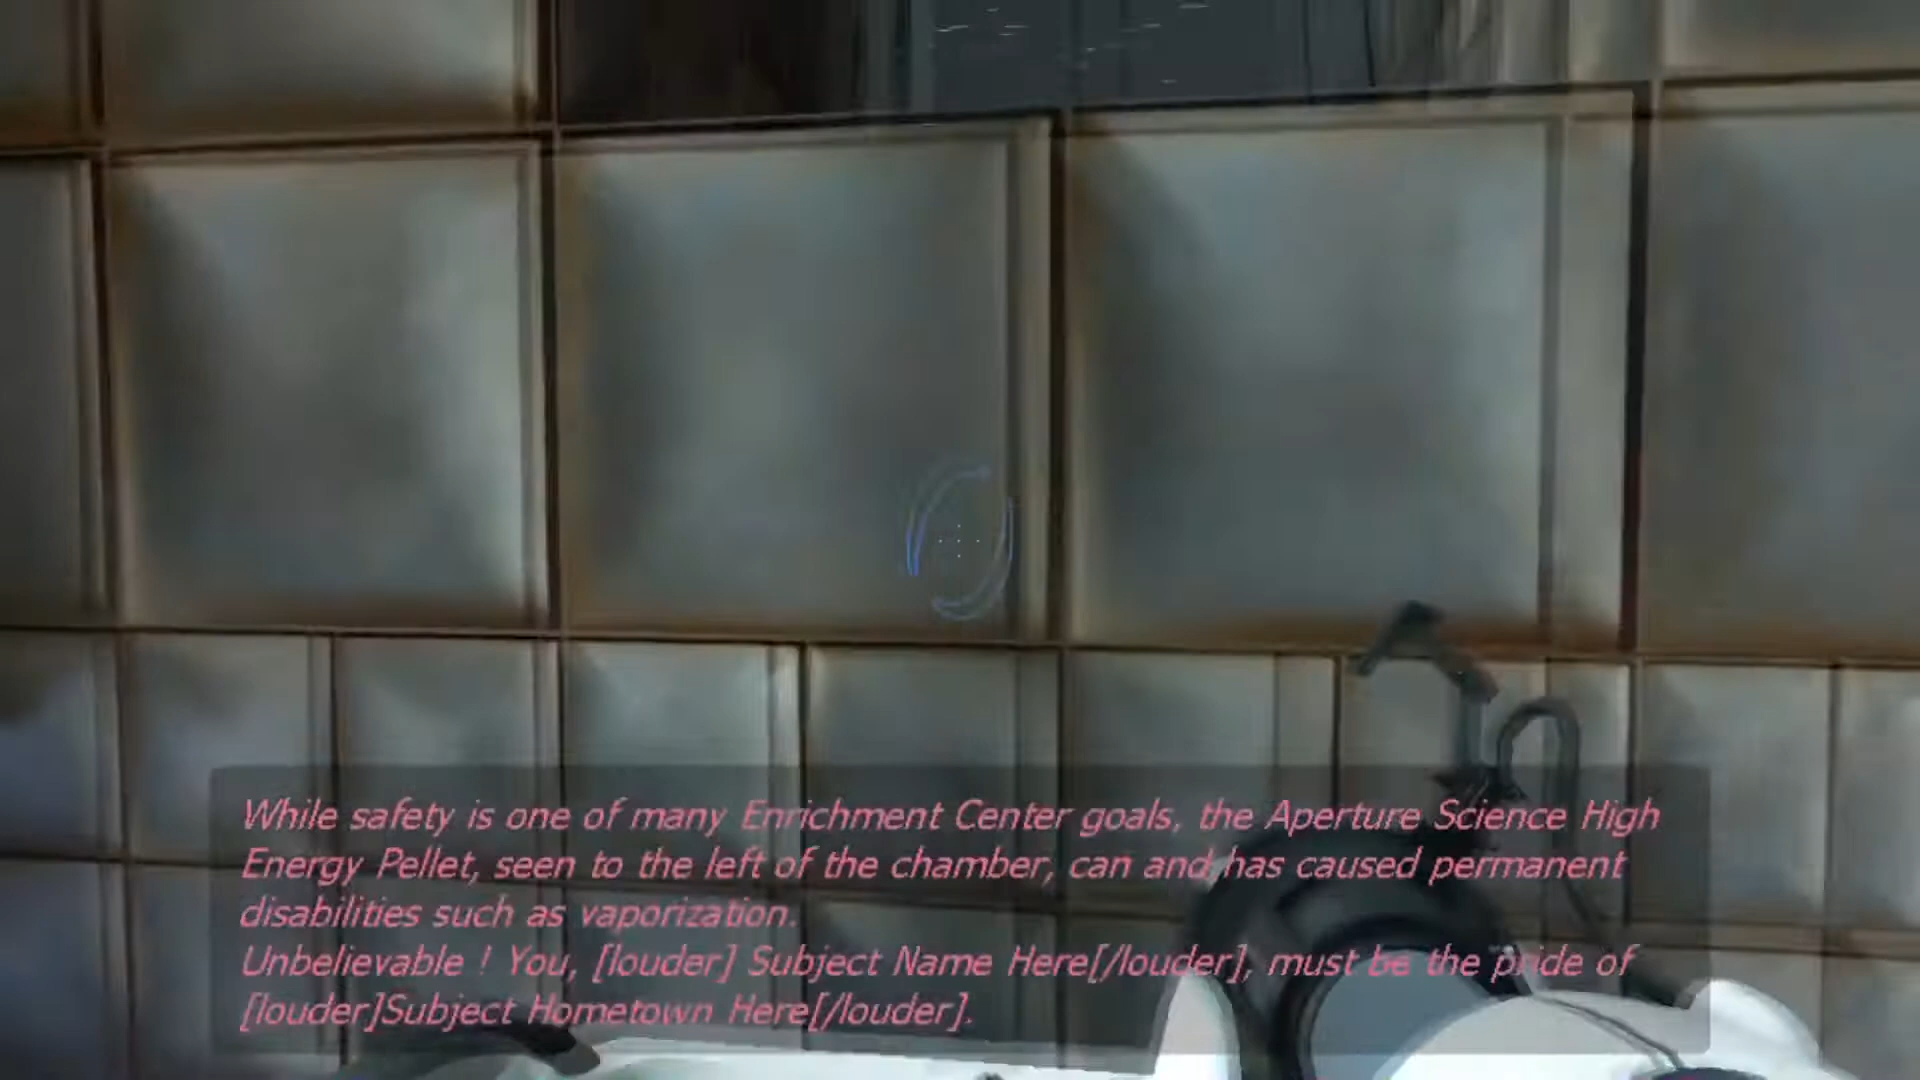 While safety is one of many Enrichment Center goals, the Aperture Science High
Energy Pellet, seen to the left of the chamber, can and has caused permanent
disabilities such as vaporization.
Unbelievable ! You, [louder] Subject Name Here[/louder], must be the pride of
[louder]Subject Hometown Here[/louder].